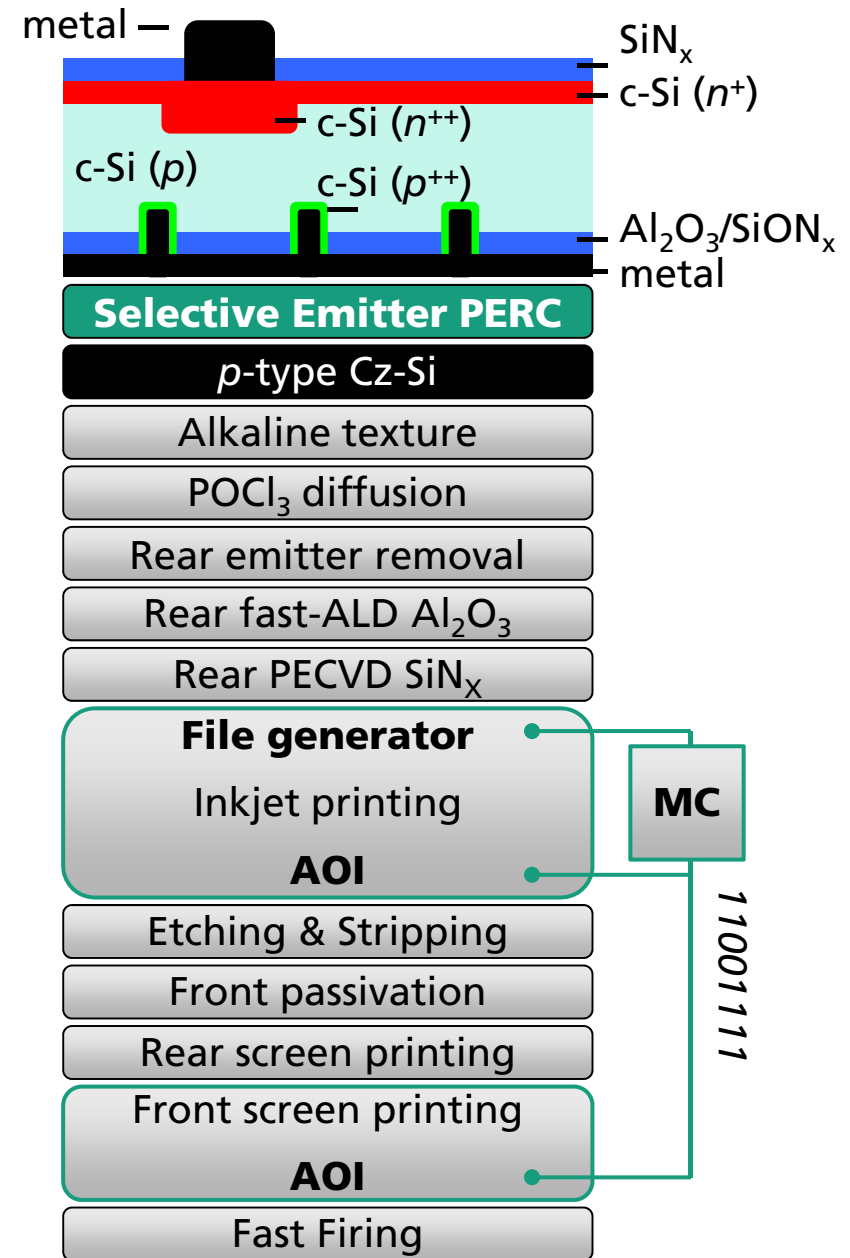 metal
SiNₓ
c-Si (n⁺)
c-Si (n⁺⁺)
c-Si (p)
c-Si (p⁺⁺)
Al₂O₃/SiONₓ
metal
Selective Emitter PERC
p-type Cz-Si
Alkaline texture
POCl₃ diffusion
Rear emitter removal
Rear fast-ALD Al₂O₃
Rear PECVD SiNₓ
File generator
Inkjet printing
MC
AOI
11001111
Etching & Stripping
Front passivation
Rear screen printing
Front screen printing
AOI
Fast Firing